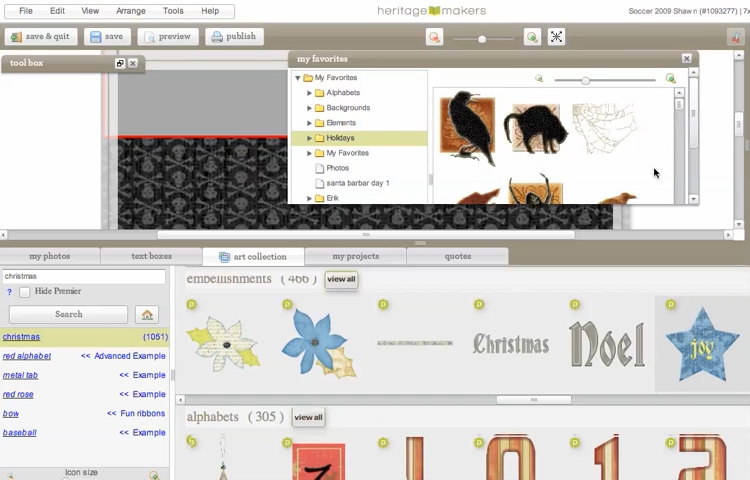 File Edit View Arrange Tools Help
heritage makers
Soccer 2009 Shawn (#1093277) | 7x
save & quit save preview publish
tool box
my favorites
My Favorites
Alphabets
Backgrounds
Elements
Holidays
My Favorites
Photos
santa barbar day 1
Erik
my photos text boxes art collection my projects quotes
christmas
? Hide Premier
Search
christmas (1051)
red alphabet << Advanced Example
metal tab << Example
red rose << Example
bow << Fun ribbons
baseball << Example
Icon size
embellishments (466) view all
p p p p p p
Christmas Noel joy
alphabets (305) view all